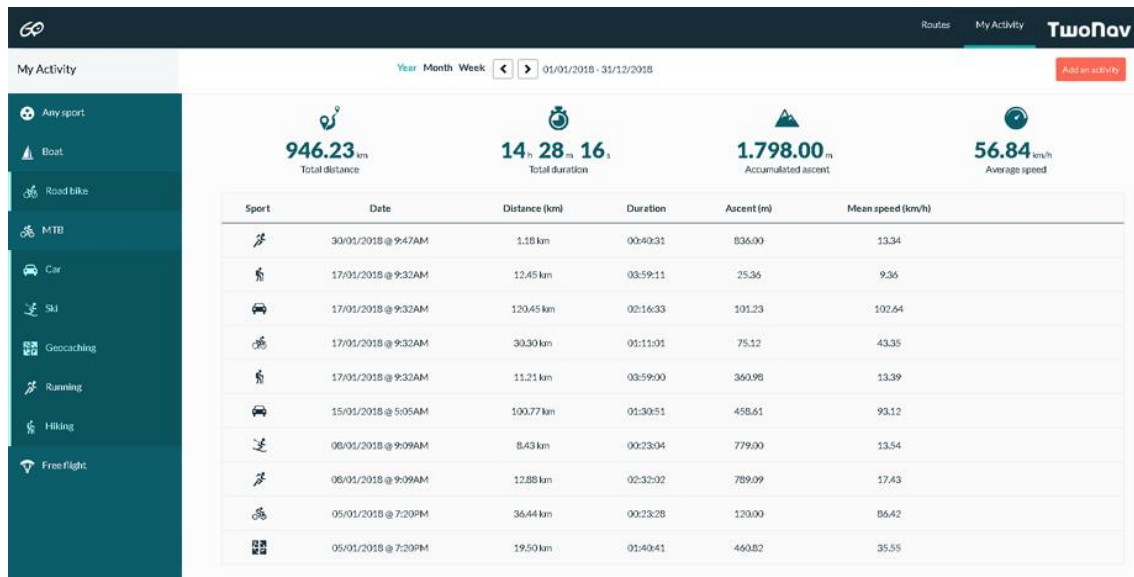 GO
Routes
My Activity
TwoNav
My Activity
Year Month Week < > 01/01/2018 - 31/12/2018
Add an activity
Any sport
Boat
Road bike
MTB
Car
Ski
Geocaching
Running
Hiking
Free flight
946.23 km
Total distance
14 h 28 m 16 s
Total duration
1.798.00 m
Accumulated ascent
56.84 km/h
Average speed
Sport Date Distance (km) Duration Ascent (m) Mean speed (km/h)
30/01/2018 @ 9:47AM 1.18 km 00:40:31 836.00 13.34
17/01/2018 @ 9:32AM 12.45 km 03:59:11 25.36 9.36
17/01/2018 @ 9:32AM 120.45 km 02:16:33 101.23 102.64
17/01/2018 @ 9:32AM 30.30 km 01:11:01 75.12 43.35
17/01/2018 @ 9:32AM 11.21 km 03:59:00 360.98 13.39
15/01/2018 @ 5:05AM 100.77 km 01:30:51 458.61 93.12
08/01/2018 @ 9:09AM 8.43 km 00:23:04 779.00 13.54
08/01/2018 @ 9:09AM 12.88 km 02:32:02 789.09 17.43
05/01/2018 @ 7:20PM 36.44 km 00:23:28 120.00 86.42
05/01/2018 @ 7:20PM 19.50 km 01:40:41 460.82 35.55